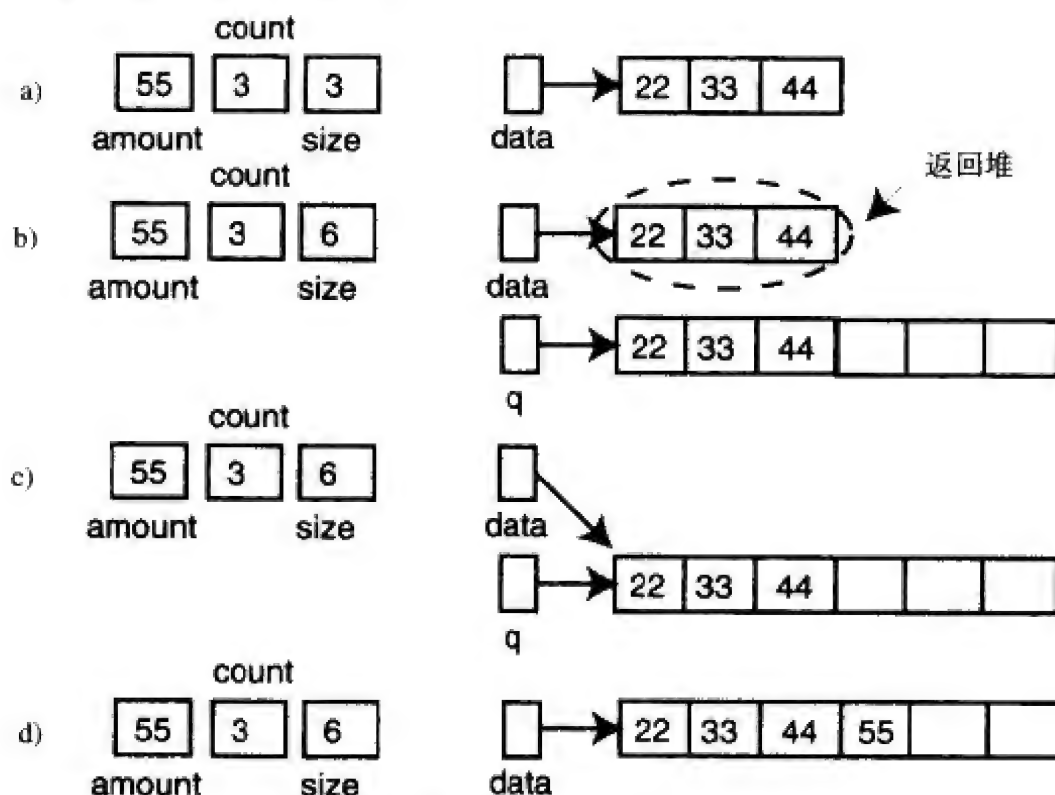 count
a) 55 3 3 22 33 44
amount size data
count 返回堆
b) 55 3 6 22 33 44
amount size data
22 33 44
q
count
c) 55 3 6
amount size data
22 33 44
q
count
d) 55 3 6 22 33 44 55
amount size data